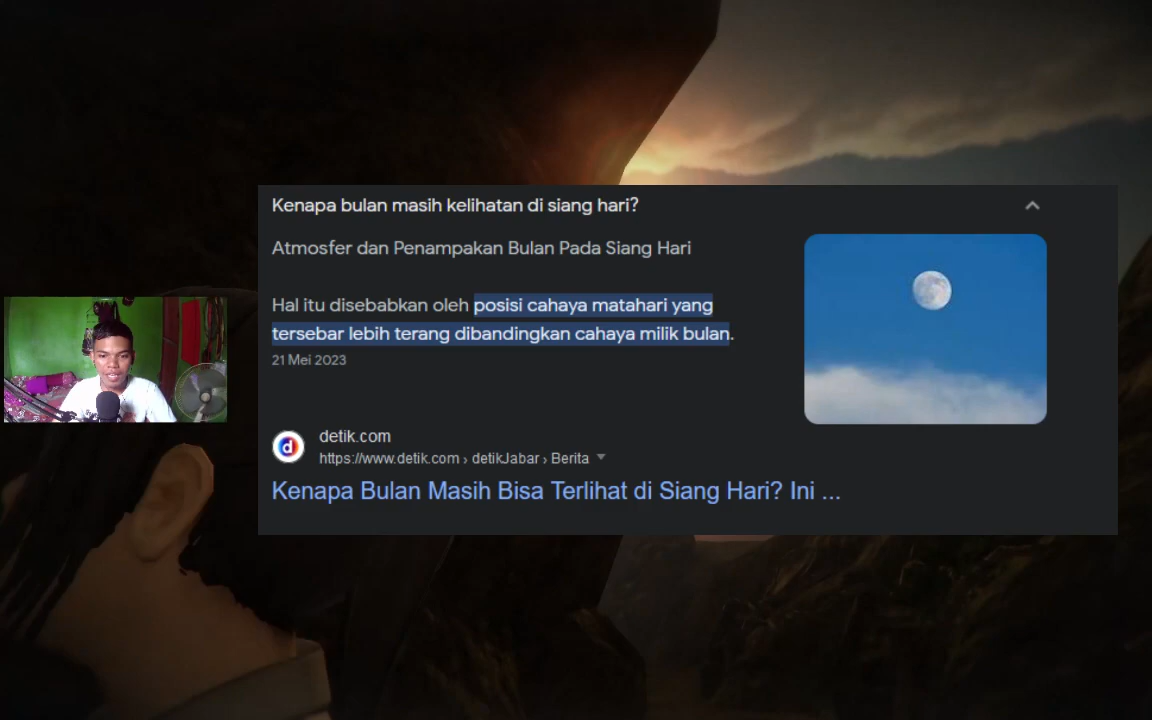 Kenapa bulan masih kelihatan di siang hari?
Atmosfer dan Penampakan Bulan Pada Siang Hari
Hal itu disebabkan oleh posisi cahaya matahari yang
tersebar lebih terang dibandingkan cahaya milik bulan.
21 Mei 2023
d
detik.com
https://www.detik.com › detikJabar › Berita
Kenapa Bulan Masih Bisa Terlihat di Siang Hari? Ini ...